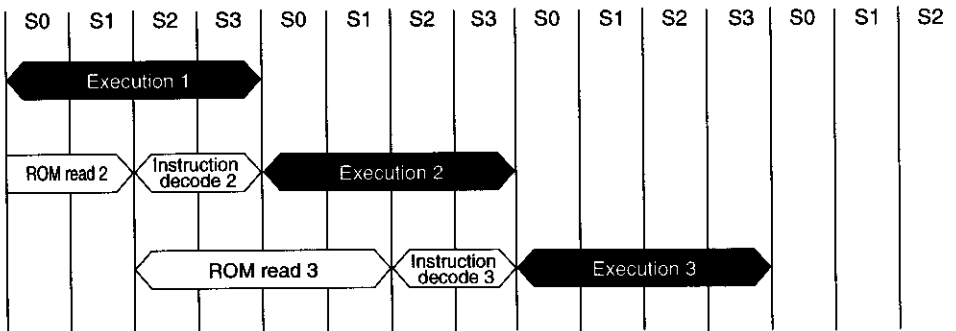 S0 S1 S2 S3 S0 S1 S2 S3 S0 S1 S2 S3 S0 S1 S2
Execution 1
ROM read 2
Instruction
decode 2
Execution 2
ROM read 3
Instruction
decode 3
Execution 3